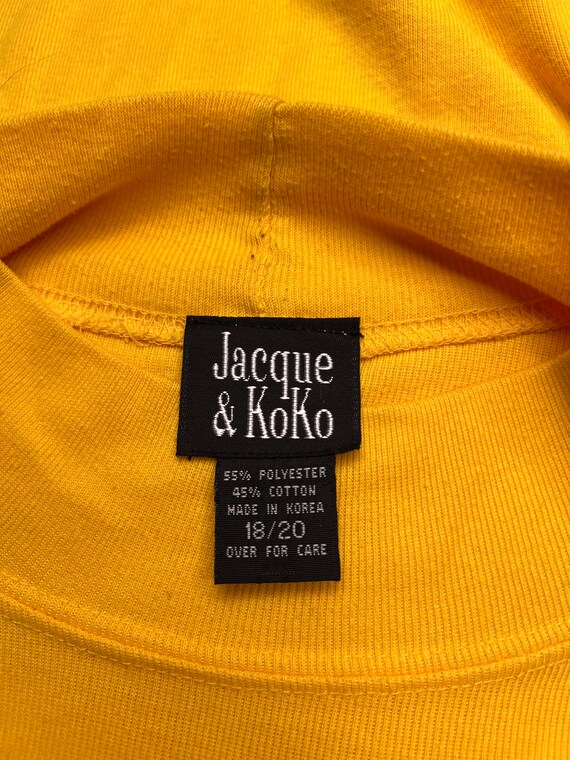 Jacque
& KoKo
55% POLYESTER
45% COTTON
MADE IN KOREA
18/20
OVER FOR CARE